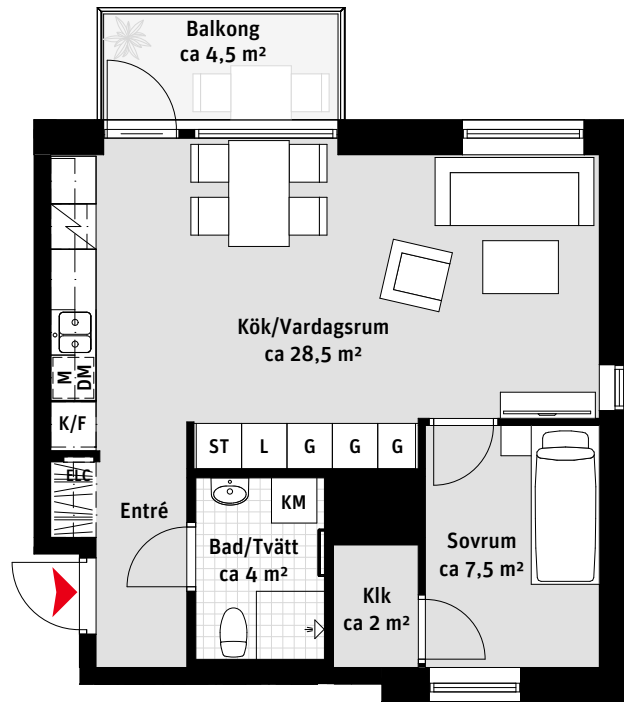 Balkong
ca 4,5 m²
Kök/Vardagsrum
ca 28,5 m²
M
DM
K/F
ST L G G G
ELC
KM
Entré
Bad/Tvätt
ca 4 m²
Sovrum
ca 7,5 m²
Klk
ca 2 m²